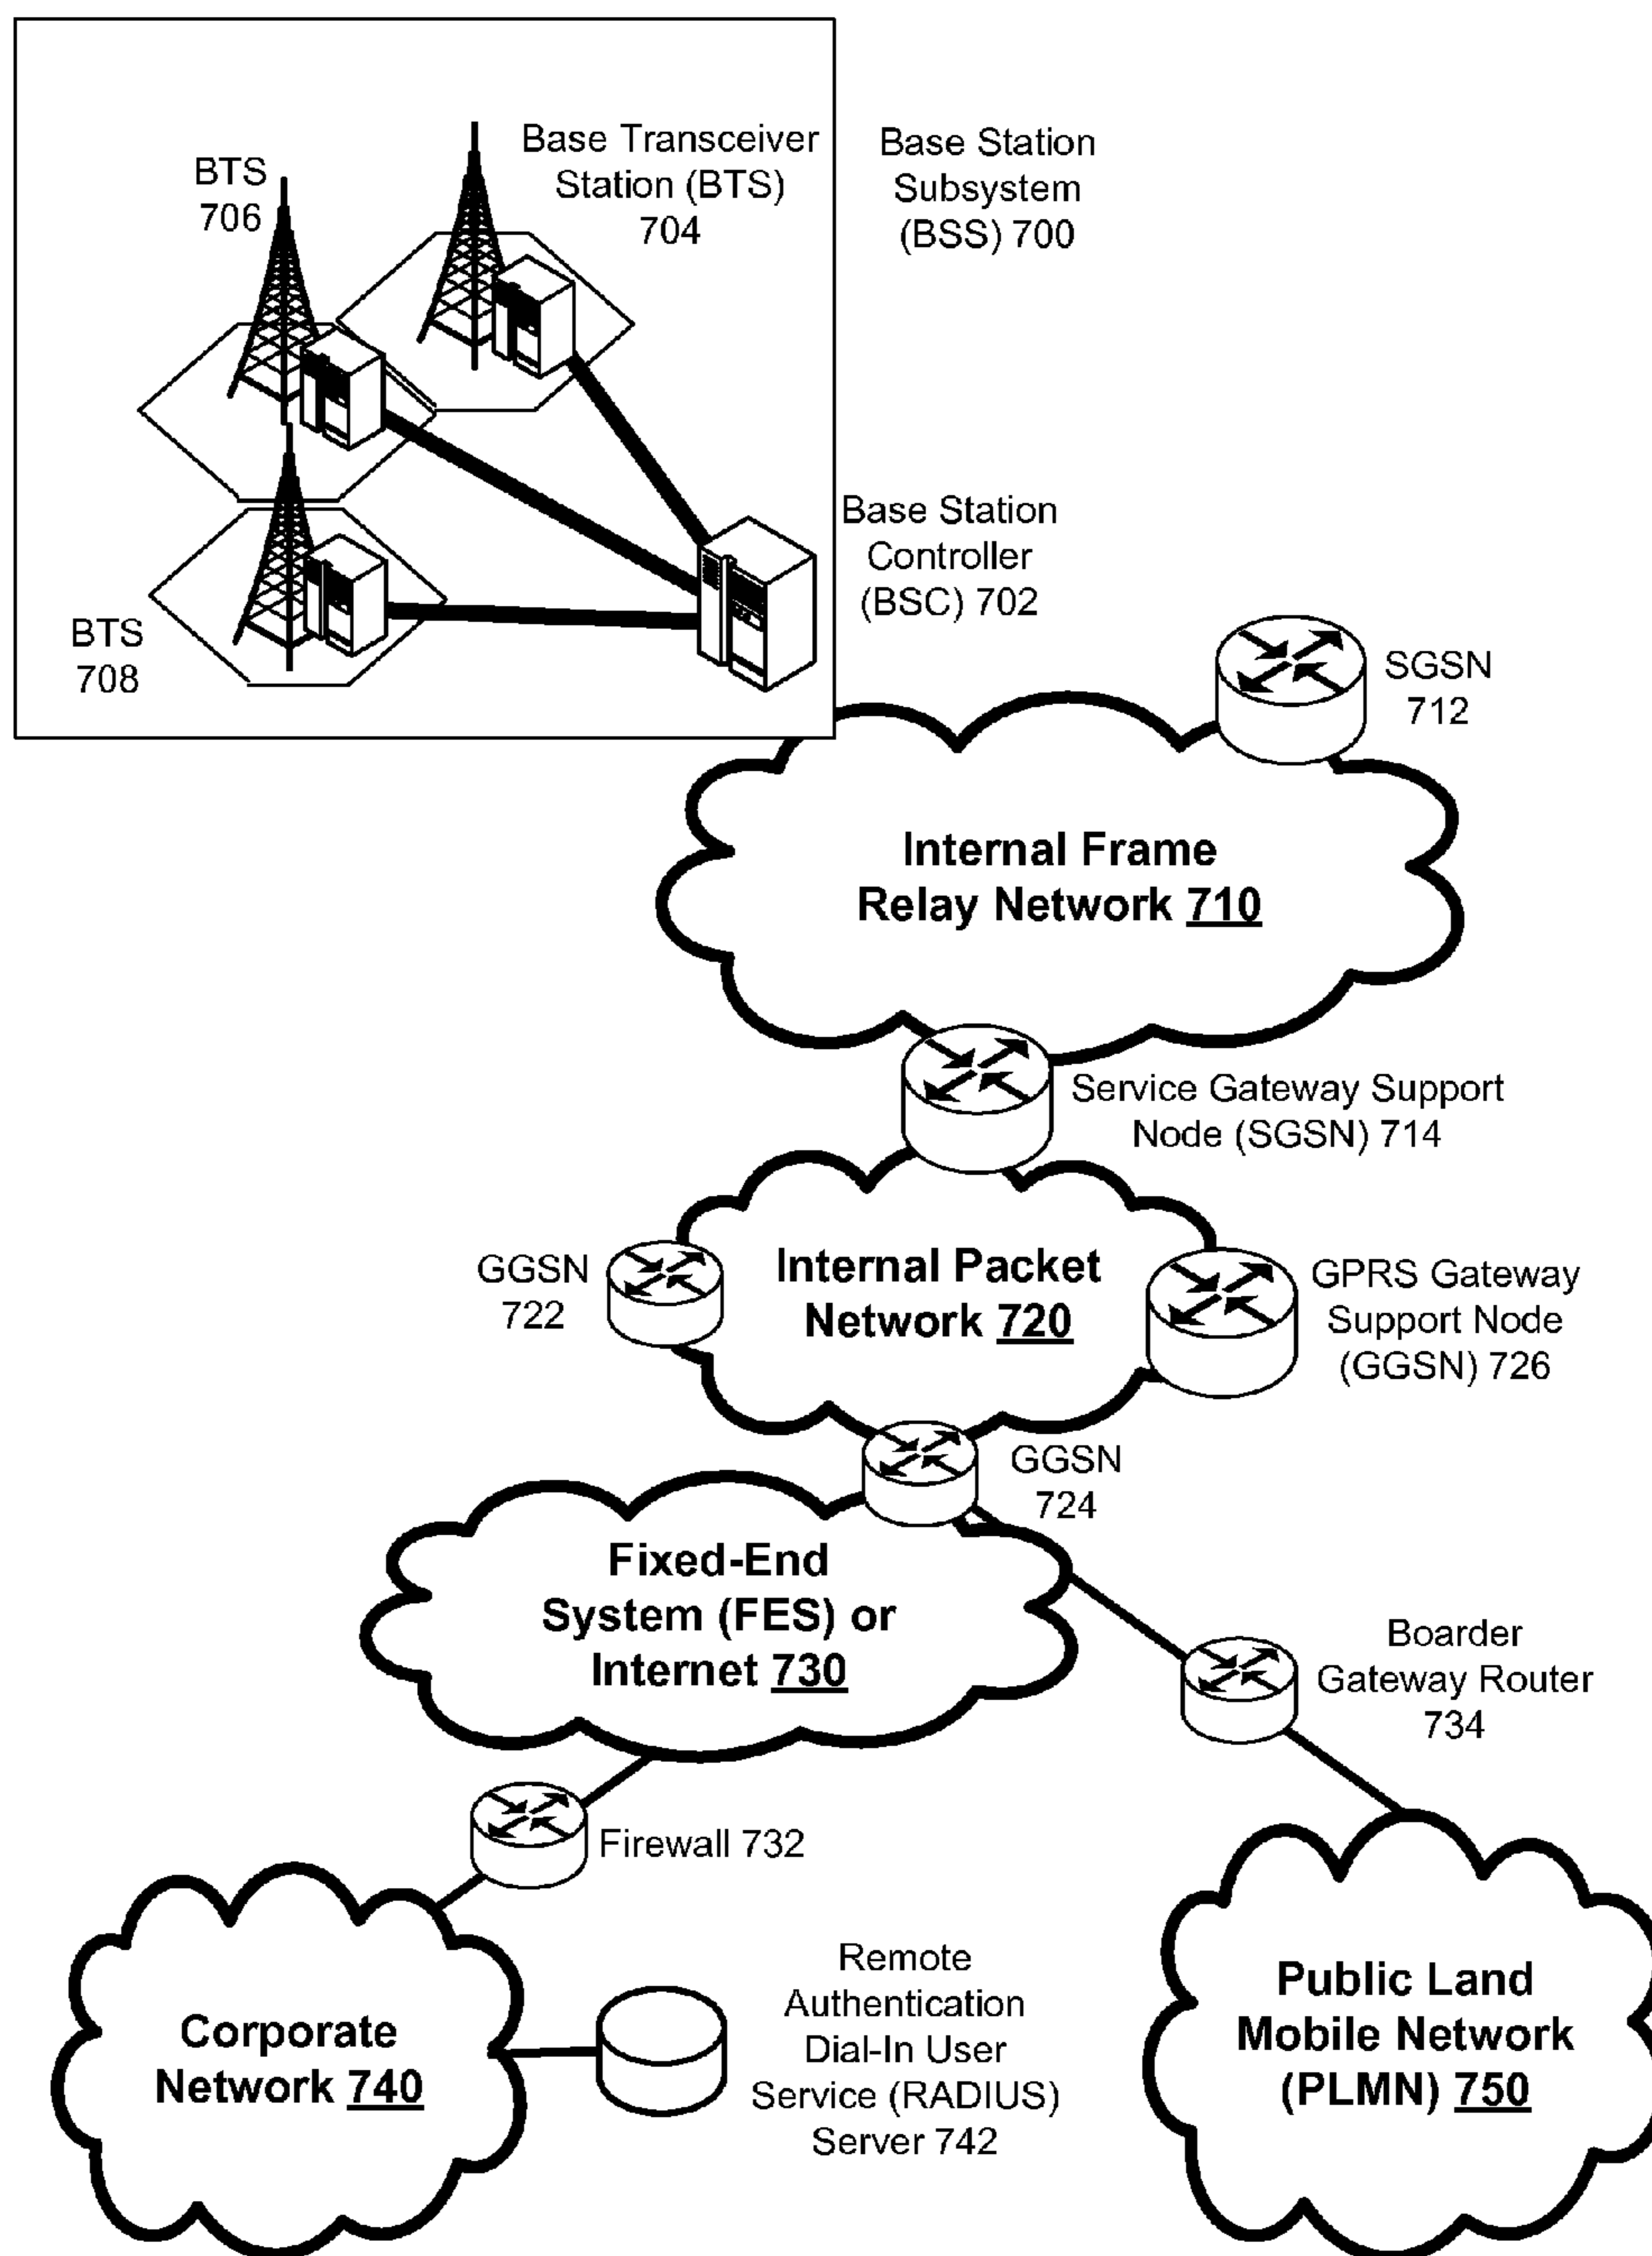 BTS
706
Base Transceiver
Station (BTS)
704
Base Station
Subsystem
(BSS) 700
Base Station
Controller
(BSC) 702
BTS
708
SGSN
712
Internal Frame
Relay Network 710
Service Gateway Support
Node (SGSN) 714
GGSN
722
Internal Packet
Network 720
GPRS Gateway
Support Node
(GGSN) 726
GGSN
724
Fixed-End
System (FES) or
Internet 730
Boarder
Gateway Router
734
Firewall 732
Corporate
Network 740
Remote
Authentication
Dial-In User
Service (RADIUS)
Server 742
Public Land
Mobile Network
(PLMN) 750